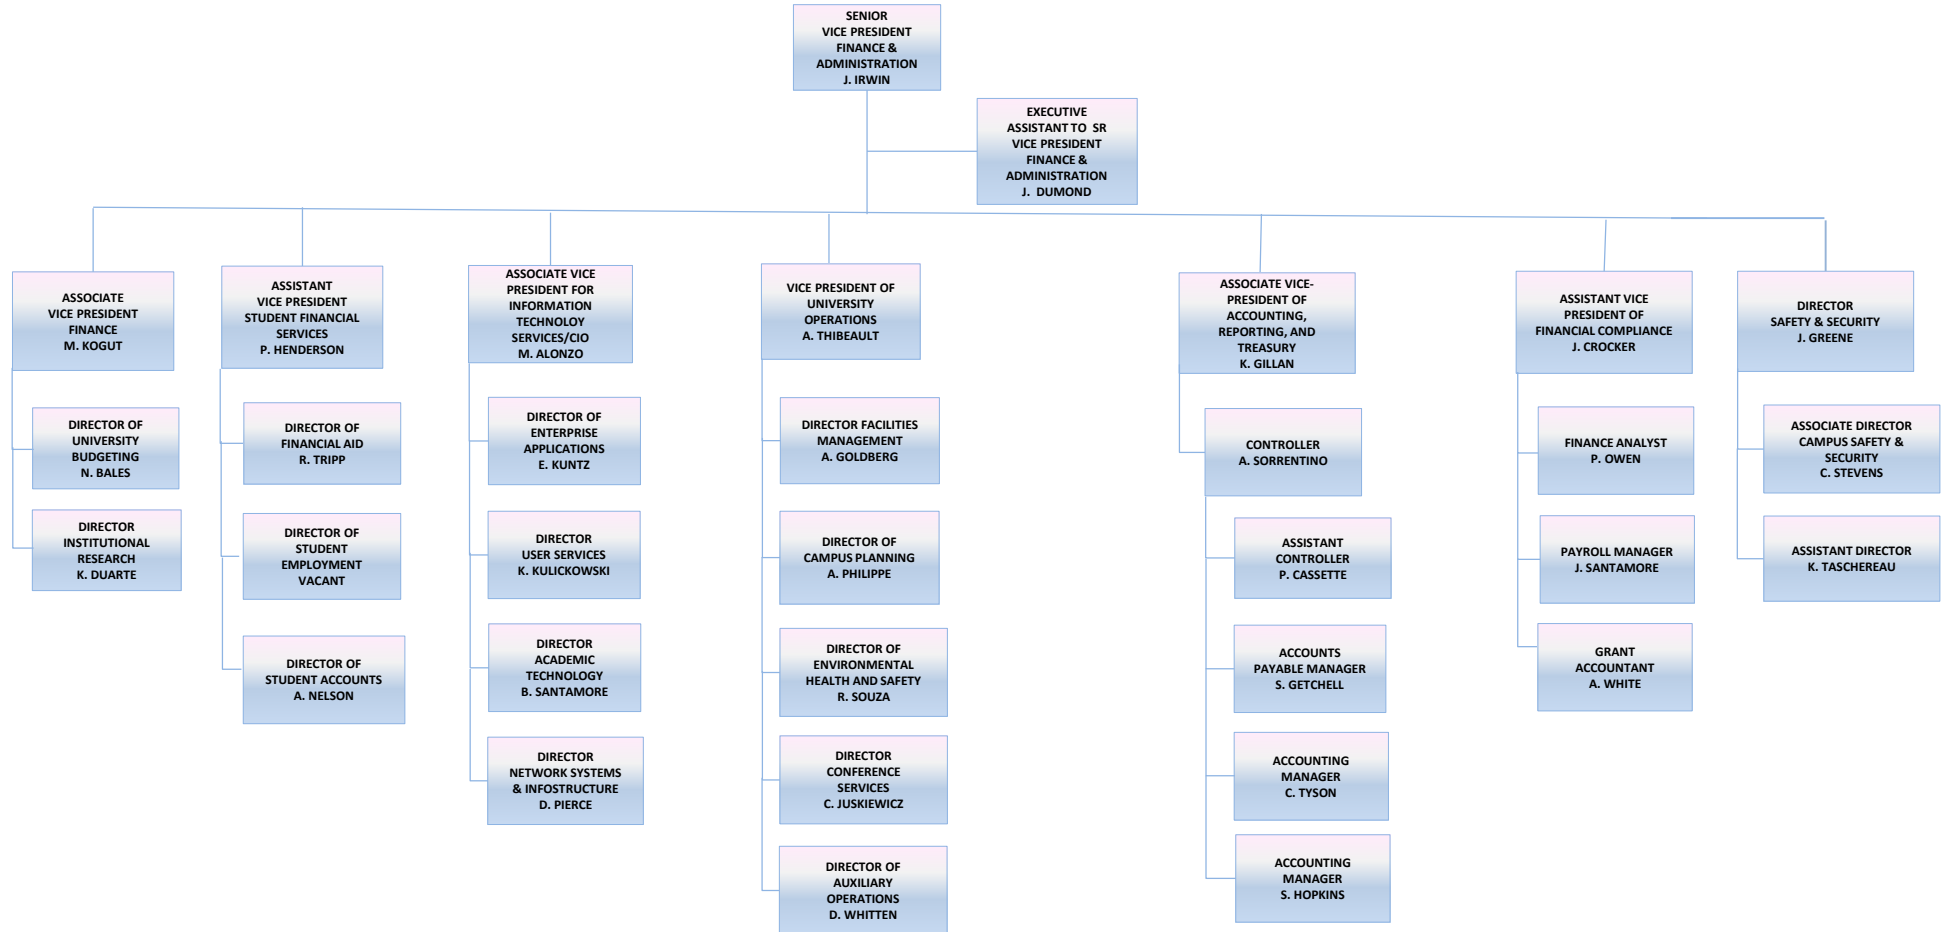 SENIOR
VICE PRESIDENT
FINANCE &
ADMINISTRATION
J. IRWIN
EXECUTIVE
ASSISTANT TO SR
VICE PRESIDENT
FINANCE &
ADMINISTRATION
J. DUMOND
ASSOCIATE
VICE PRESIDENT
FINANCE
M. KOGUT
DIRECTOR OF
UNIVERSITY
BUDGETING
N. BALES
DIRECTOR
INSTITUTIONAL
RESEARCH
K. DUARTE
ASSISTANT
VICE PRESIDENT
STUDENT FINANCIAL
SERVICES
P. HENDERSON
DIRECTOR OF
FINANCIAL AID
R. TRIPP
DIRECTOR OF
STUDENT
EMPLOYMENT
VACANT
DIRECTOR OF
STUDENT ACCOUNTS
A. NELSON
ASSOCIATE VICE
PRESIDENT FOR
INFORMATION
TECHNOLOY
SERVICES/CIO
M. ALONZO
DIRECTOR OF
ENTERPRISE
APPLICATIONS
E. KUNTZ
DIRECTOR
USER SERVICES
K. KULICKOWSKI
DIRECTOR
ACADEMIC
TECHNOLOGY
B. SANTAMORE
DIRECTOR
NETWORK SYSTEMS
& INFOSTRUCTURE
D. PIERCE
VICE PRESIDENT OF
UNIVERSITY
OPERATIONS
A. THIBEAULT
DIRECTOR FACILITIES
MANAGEMENT
A. GOLDBERG
DIRECTOR OF
CAMPUS PLANNING
A. PHILIPPE
DIRECTOR OF
ENVIRONMENTAL
HEALTH AND SAFETY
R. SOUZA
DIRECTOR
CONFERENCE
SERVICES
C. JUSKIEWICZ
DIRECTOR OF
AUXILIARY
OPERATIONS
D. WHITTEN
ASSOCIATE VICE-
PRESIDENT OF
ACCOUNTING,
REPORTING, AND
TREASURY
K. GILLAN
CONTROLLER
A. SORRENTINO
ASSISTANT
CONTROLLER
P. CASSETTE
ACCOUNTS
PAYABLE MANAGER
S. GETCHELL
ACCOUNTING
MANAGER
C. TYSON
ACCOUNTING
MANAGER
S. HOPKINS
ASSISTANT VICE
PRESIDENT OF
FINANCIAL COMPLIANCE
J. CROCKER
FINANCE ANALYST
P. OWEN
PAYROLL MANAGER
J. SANTAMORE
GRANT
ACCOUNTANT
A. WHITE
DIRECTOR
SAFETY & SECURITY
J. GREENE
ASSOCIATE DIRECTOR
CAMPUS SAFETY &
SECURITY
C. STEVENS
ASSISTANT DIRECTOR
K. TASCHEREAU